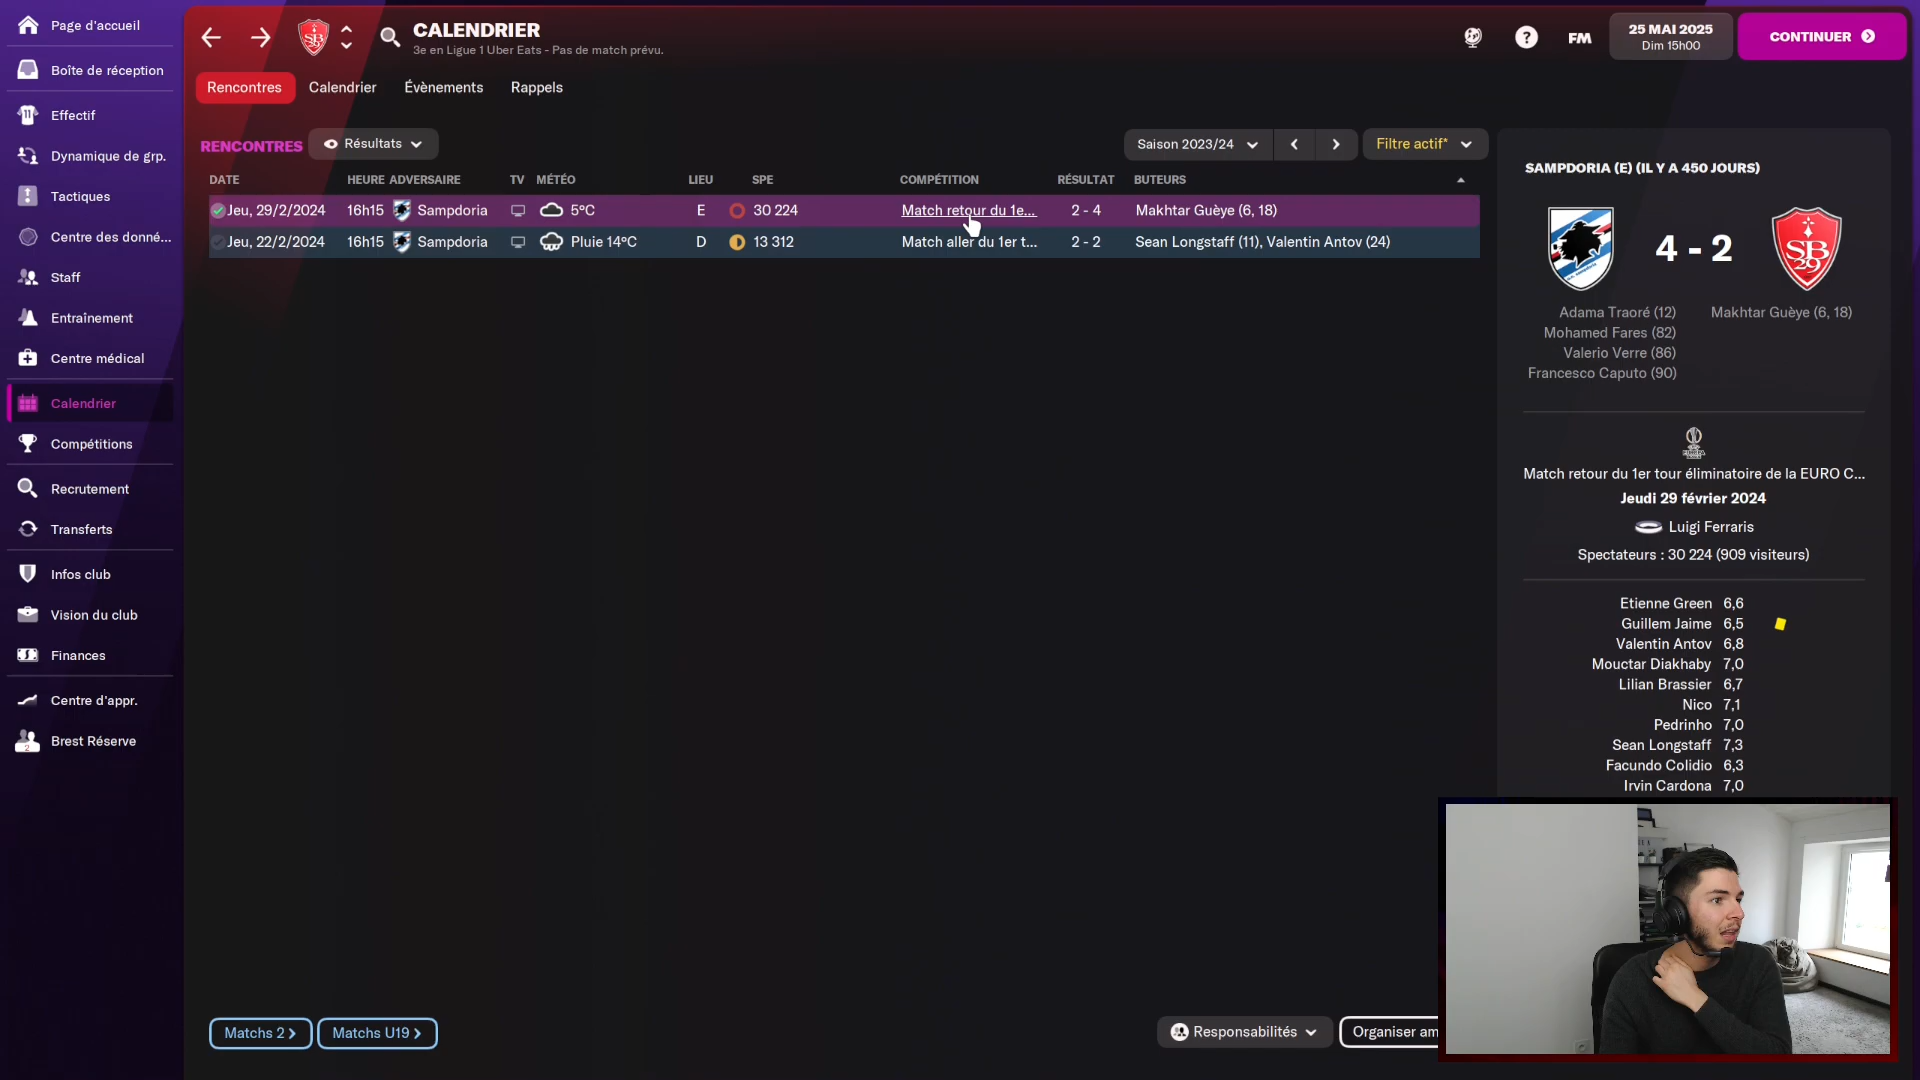 Page d'accueil
Boîte de réception
Effectif
Dynamique de grp.
Tactiques
Centre des donné...
Staff
Entraînement
Centre médical
Calendrier
Compétitions
Recrutement
Transferts
Infos club
Vision du club
Finances
Centre d'appr.
Brest Réserve
CALENDRIER
3e en Ligue 1 Uber Eats - Pas de match prévu.
FM
25 MAI 2025
Dim 15h00
CONTINUER
Rencontres Calendrier Évènements Rappels
RENCONTRES Résultats Saison 2023/24 Filtre actif*
DATE HEURE ADVERSAIRE TV MÉTÉO LIEU SPE COMPÉTITION RÉSULTAT BUTEURS
Jeu, 29/2/2024 16h15 Sampdoria 5°C E 30 224 Match retour du 1e... 2 - 4 Makhtar Guèye (6, 18)
Jeu, 22/2/2024 16h15 Sampdoria Pluie 14°C D 13 312 Match aller du 1er t... 2 - 2 Sean Longstaff (11), Valentin Antov (24)
SAMPDORIA (E) (IL Y A 450 JOURS)
4 - 2
SB
29
Adama Traoré (12)
Mohamed Fares (82)
Valerio Verre (86)
Francesco Caputo (90)
Makhtar Guèye (6, 18)
Match retour du 1er tour éliminatoire de la EURO C...
Jeudi 29 février 2024
Luigi Ferraris
Spectateurs : 30 224 (909 visiteurs)
Etienne Green 6,6
Guillem Jaime 6,5
Valentin Antov 6,8
Mouctar Diakhaby 7,0
Lilian Brassier 6,7
Nico 7,1
Pedrinho 7,0
Sean Longstaff 7,3
Facundo Colidio 6,3
Irvin Cardona 7,0
Matchs 2 Matchs U19
Responsabilités Organiser am